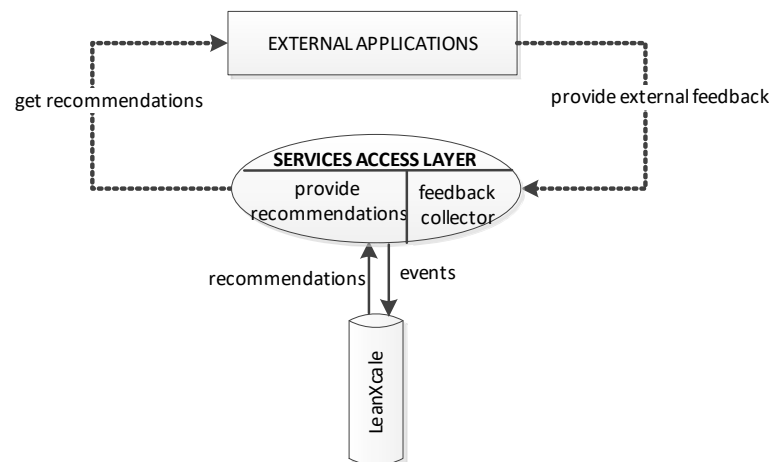 EXTERNAL APPLICATIONS
get recommendations
provide external feedback
SERVICES ACCESS LAYER
provide
recommendations
feedback
collector
recommendations
events
LeanXcale